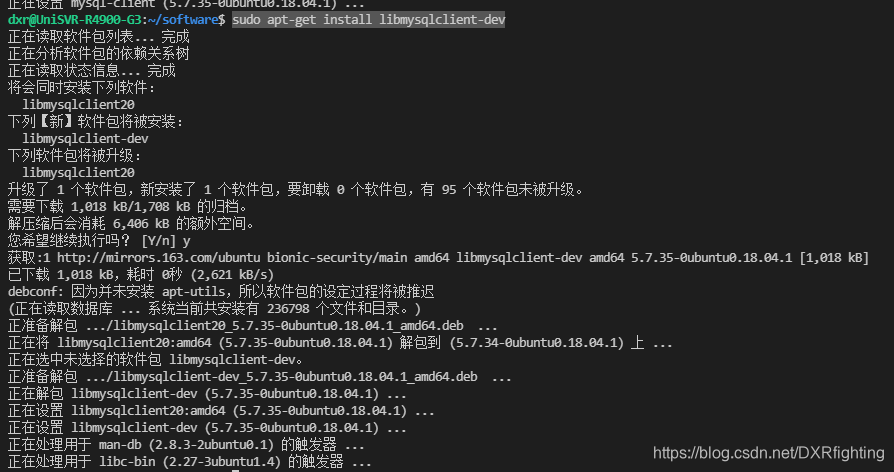 正在设置 mysql-client (5.7.35-0ubuntu0.18.04.1) ...
dxr@UniSVR-R4900-G3:~/software$ sudo apt-get install libmysqlclient-dev
正在读取软件包列表... 完成
正在分析软件包的依赖关系树
正在读取状态信息... 完成
将会同时安装下列软件：
  libmysqlclient20
下列【新】软件包将被安装：
  libmysqlclient-dev
下列软件包将被升级：
  libmysqlclient20
升级了 1 个软件包，新安装了 1 个软件包，要卸载 0 个软件包，有 95 个软件包未被升级。
需要下载 1,018 kB/1,708 kB 的归档。
解压缩后会消耗 6,406 kB 的额外空间。
您希望继续执行吗？ [Y/n] y
获取:1 http://mirrors.163.com/ubuntu bionic-security/main amd64 libmysqlclient-dev amd64 5.7.35-0ubuntu0.18.04.1 [1,018 kB]
已下载 1,018 kB，耗时 0秒 (2,621 kB/s)
debconf: 因为并未安装 apt-utils，所以软件包的设定过程将被推迟
(正在读取数据库 ... 系统当前共安装有 236798 个文件和目录。)
正准备解包 .../libmysqlclient20_5.7.35-0ubuntu0.18.04.1_amd64.deb  ...
正在将 libmysqlclient20:amd64 (5.7.35-0ubuntu0.18.04.1) 解包到 (5.7.34-0ubuntu0.18.04.1) 上 ...
正在选中未选择的软件包 libmysqlclient-dev。
正准备解包 .../libmysqlclient-dev_5.7.35-0ubuntu0.18.04.1_amd64.deb  ...
正在解包 libmysqlclient-dev (5.7.35-0ubuntu0.18.04.1) ...
正在设置 libmysqlclient20:amd64 (5.7.35-0ubuntu0.18.04.1) ...
正在设置 libmysqlclient-dev (5.7.35-0ubuntu0.18.04.1) ...
正在处理用于 man-db (2.8.3-2ubuntu0.1) 的触发器 ...
正在处理用于 libc-bin (2.27-3ubuntu1.4) 的触发器 ...
https://blog.csdn.net/DXRfighting